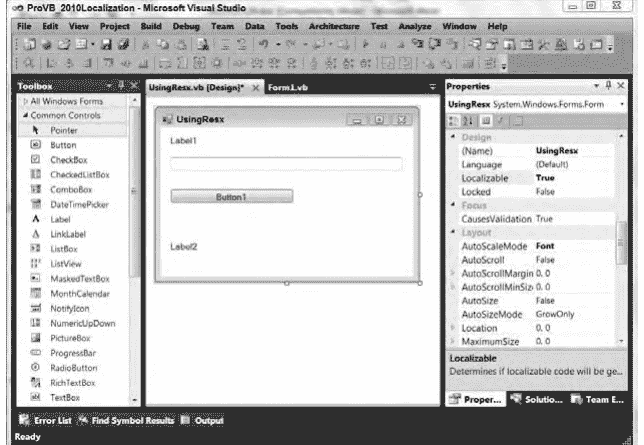 ProVB_2010Localization - Microsoft Visual Studio
File Edit View Project Build Debug Team Data Tools Architecture Test Analyze Window Help
Toolbox
All Windows Forms
Common Controls
Pointer
Button
CheckBox
CheckedListBox
ComboBox
DateTimePicker
Label
LinkLabel
ListBox
ListView
MaskedTextBox
MonthCalendar
NotifyIcon
NumericUpDown
PictureBox
ProgressBar
RadioButton
RichTextBox
TextBox
UsingResx.vb [Design]* Form1.vb
UsingResx
Label1
Button1
Label2
Properties
UsingResx System.Windows.Forms.Form
Design
(Name) UsingResx
Language (Default)
Localizable True
Locked False
Focus
CausesValidation True
Layout
AutoScaleMode Font
AutoScroll False
AutoScrollMargin 0, 0
AutoScrollMinSiz 0, 0
AutoSize False
AutoSizeMode GrowOnly
Location 0, 0
MaximumSize 0, 0
Localizable
Determines if localizable code will be ge...
Proper... Solutio... Team E...
Error List Find Symbol Results Output
Ready